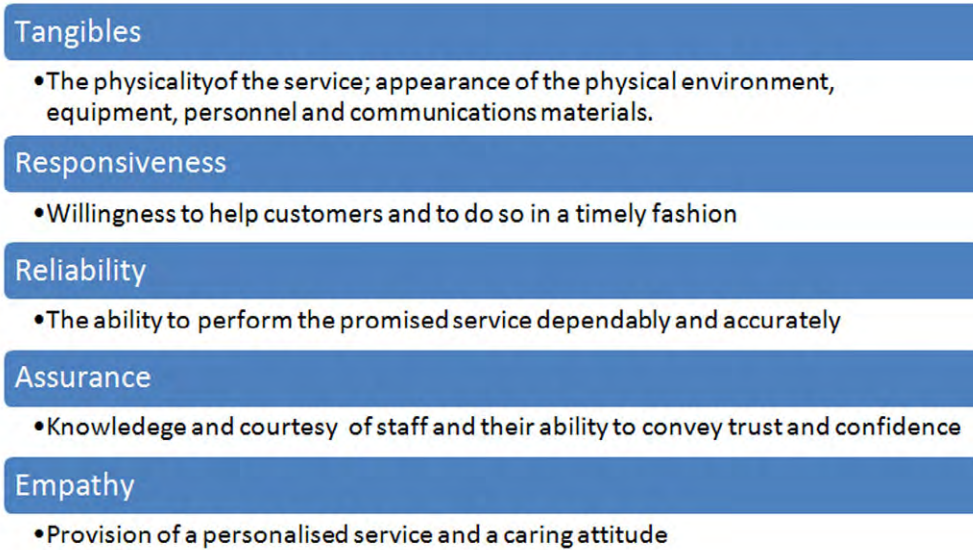 Tangibles
•The physicalityof the service; appearance of the physical environment,
equipment, personnel and communications materials.
Responsiveness
•Willingness to help customers and to do so in a timely fashion
Reliability
•The ability to perform the promised service dependably and accurately
Assurance
•Knowledege and courtesy of staff and their ability to convey trust and confidence
Empathy
•Provision of a personalised service and a caring attitude